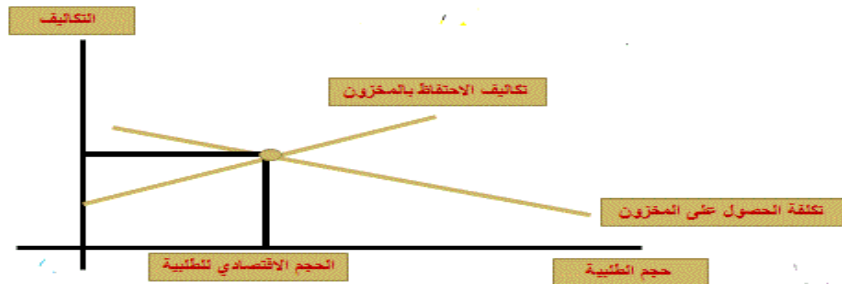 التكاليف
تكاليف الاحتفاظ بالمخزون
تكلفة الحصول على المخزون
الحجم الاقتصادي للطلبية
حجم الطلبية